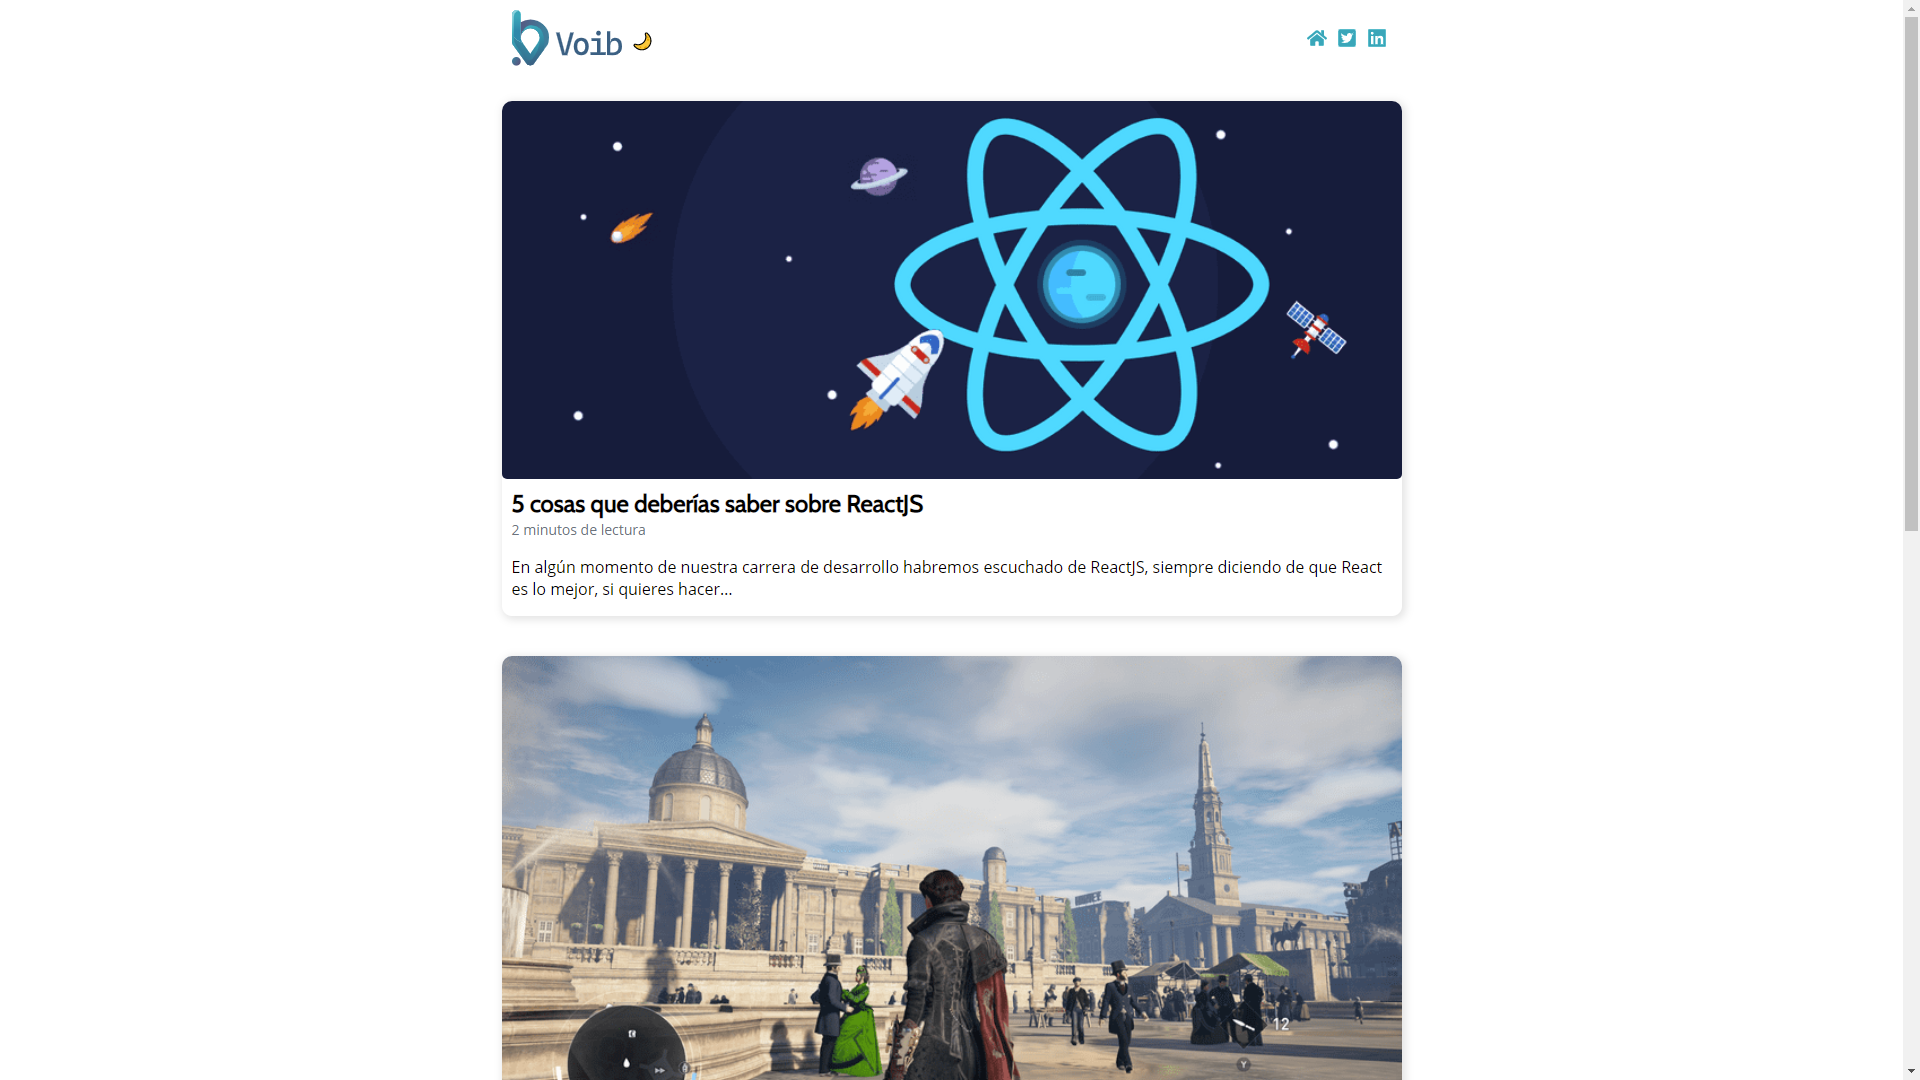 Voib
5 cosas que deberías saber sobre ReactJS
2 minutos de lectura
En algún momento de nuestra carrera de desarrollo habremos escuchado de ReactJS, siempre diciendo de que React
es lo mejor, si quieres hacer...
12
Y